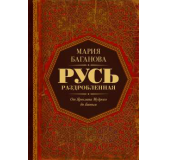 МАРИЯ
БАГАНОВА
РУСЬ
РАЗДРОБЛЕННАЯ
От Ярослава Мудрого
до Батыя